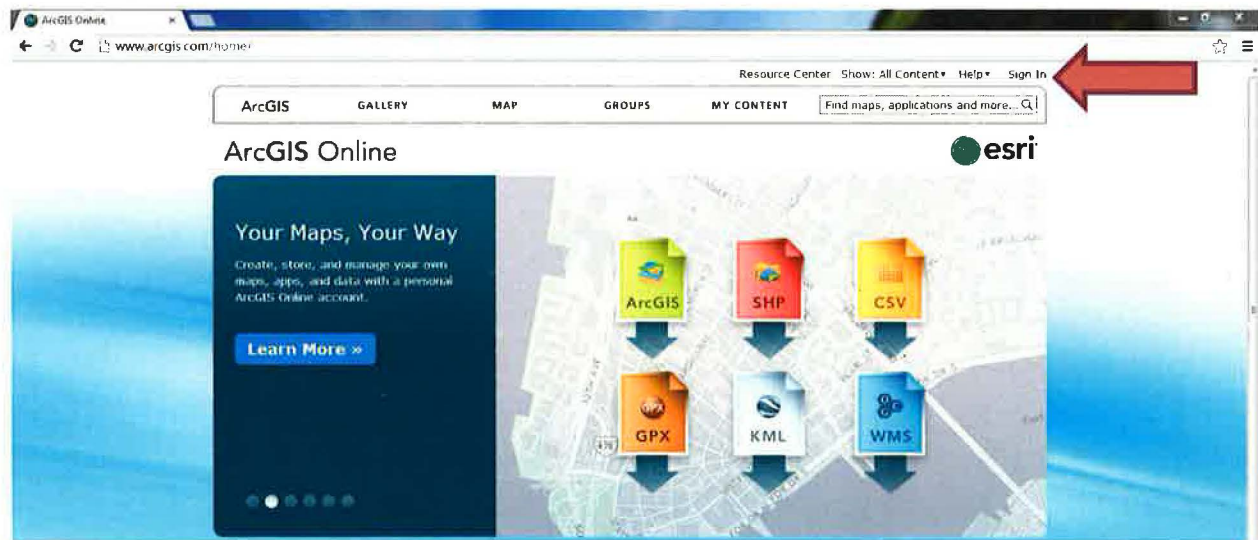 ArcGIS Online
www.arcgis.com/home/
Resource Center Show: All Content Help Sign In
ArcGIS GALLERY MAP GROUPS MY CONTENT Find maps, applications and more...
ArcGIS Online
esri
Your Maps, Your Way
Create, store, and manage your own
maps, apps, and data with a personal
ArcGIS Online account.
Learn More »
ArcGIS SHP CSV
GPX GPX KML WMS